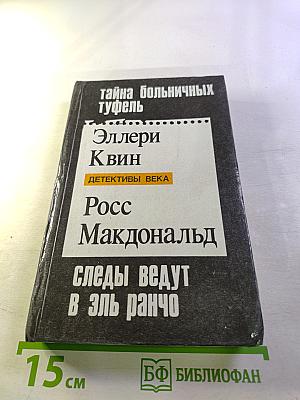 тайна больничных
туфель
Эллери
Квин
ДЕТЕКТИВЫ ВЕКА
Росс
Макдональд
следы ведут
в эль ранчо
15 см
БФ БИБЛИОФАН